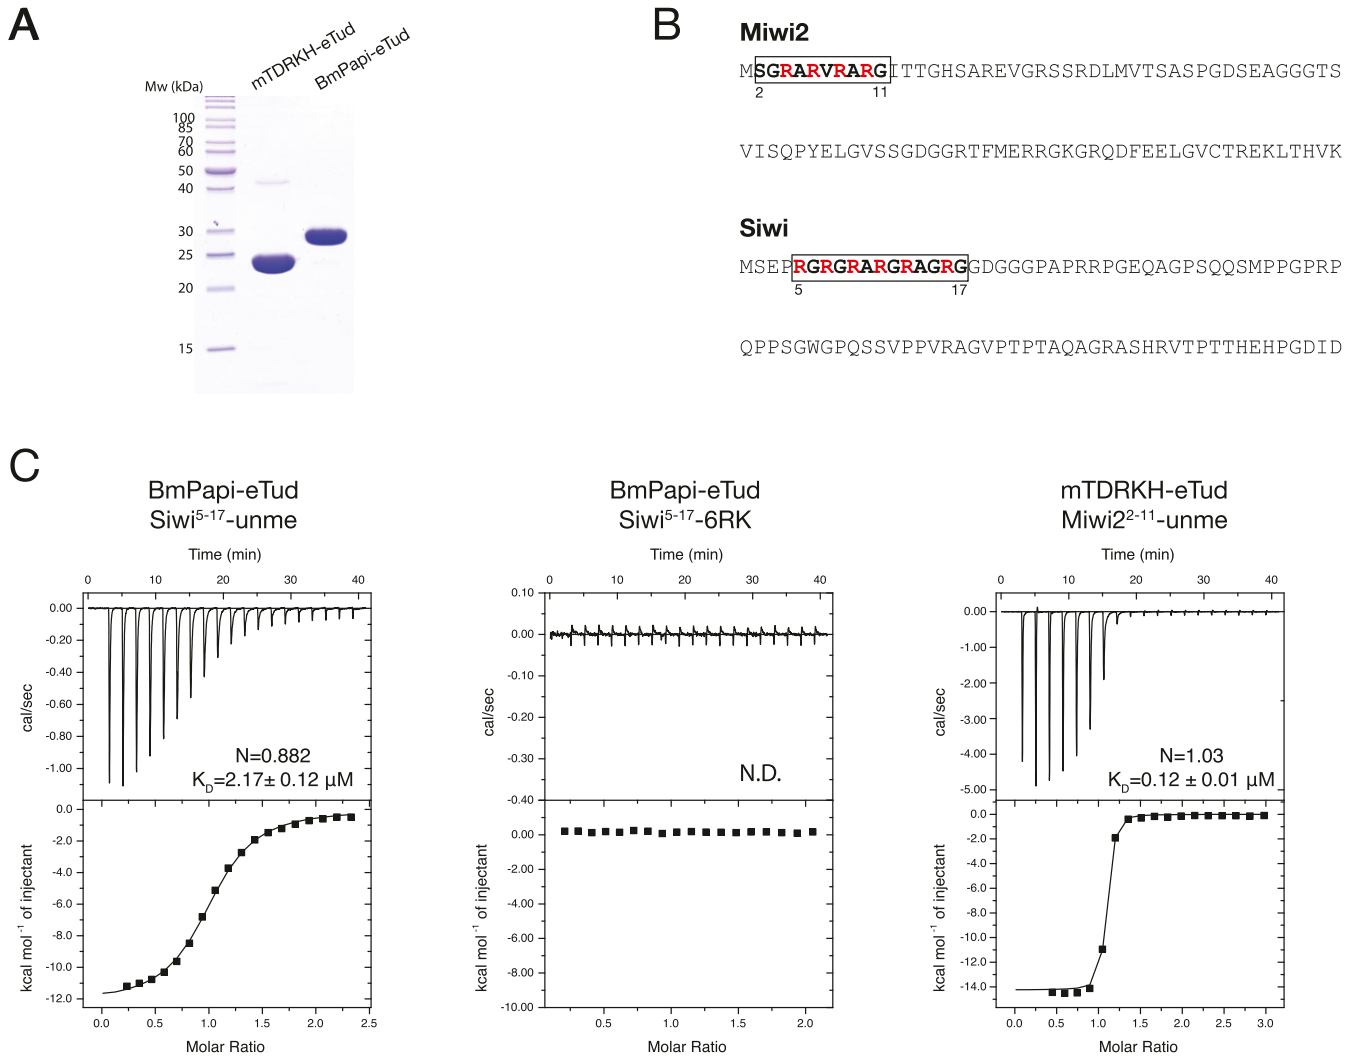 A
mTDRKH-eTud
BmPapi-eTud
Mw (kDa)
100
85
70
60
50
40
30
25
20
15
B
Miwi2
MSGRARVRARGITTGHSAREVGRSSRDLMVTSASPGDSEAGGGTS
2 11
VISQPYELGVSSGDGGRTFMERRGKGRQDFEELGVCTREKLTHVK
Siwi
MSEPRGRGRARGRAGRGGDGGGPAPRRPGEQAGPSQQSMPPGPRP
5 17
QPPSGWGPQSSVPPVRAGVPTPTAQAGRASHRVTPTTHEHPGDID
C
BmPapi-eTud
Siwi5-17-unme
Time (min)
0 10 20 30 40
0.00
-0.20
-0.40
-0.60
-0.80
-1.00
cal/sec
N=0.882
KD=2.17± 0.12 µM
0.0
-2.0
-4.0
-6.0
-8.0
-10.0
-12.0
kcal mol-1 of injectant
0.0 0.5 1.0 1.5 2.0 2.5
Molar Ratio
BmPapi-eTud
Siwi5-17-6RK
Time (min)
0 10 20 30 40
0.10
0.00
-0.10
-0.20
-0.30
-0.40
cal/sec
N.D.
0.00
-2.00
-4.00
-6.00
-8.00
-10.00
kcal mol-1 of injectant
0.5 1.0 1.5 2.0
Molar Ratio
mTDRKH-eTud
Miwi22-11-unme
Time (min)
0 10 20 30 40
0.00
-1.00
-2.00
-3.00
-4.00
-5.00
cal/sec
N=1.03
KD=0.12 ± 0.01 µM
0.0
-2.0
-4.0
-6.0
-8.0
-10.0
-12.0
-14.0
kcal mol-1 of injectant
0.0 0.5 1.0 1.5 2.0 2.5 3.0
Molar Ratio